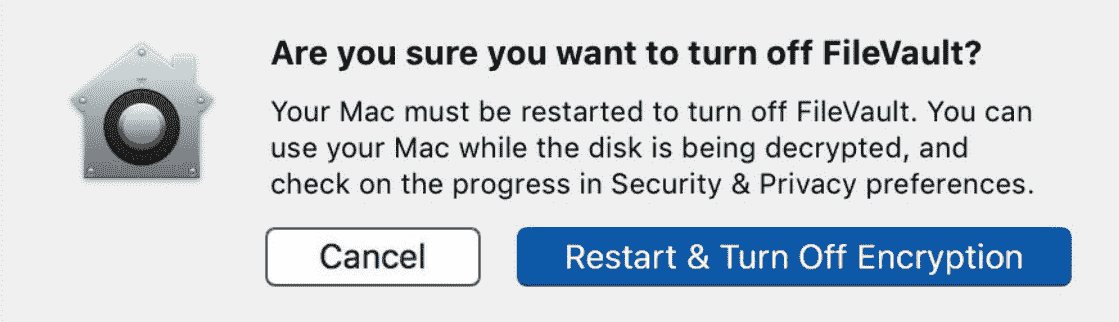 Are you sure you want to turn off FileVault?
Your Mac must be restarted to turn off FileVault. You can
use your Mac while the disk is being decrypted, and
check on the progress in Security & Privacy preferences.
Cancel
Restart & Turn Off Encryption